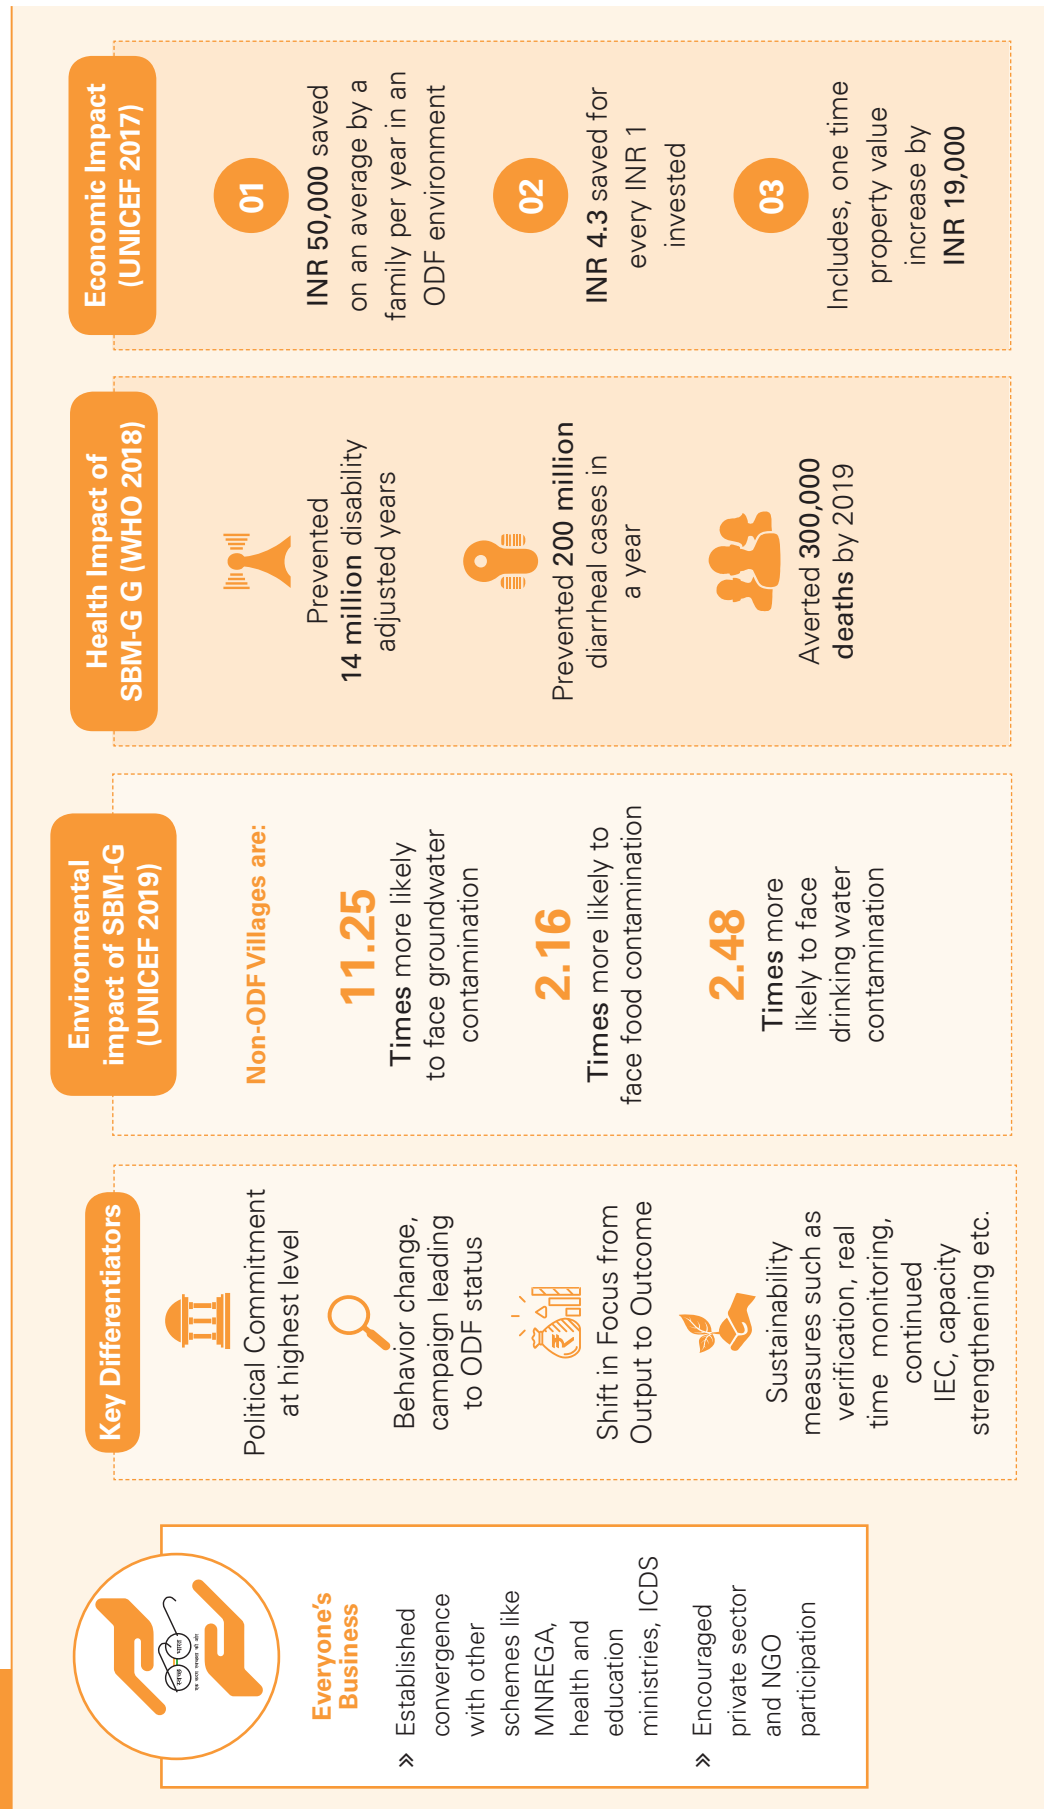 स्वच्छ भारत
एक कदम स्वच्छता की ओर
Everyone's
Business
» Established
convergence
with other
schemes like
MNREGA,
health and
education
ministries, ICDS
» Encouraged
private sector
and NGO
participation
Key Differentiators
Political Commitment
at highest level
Behavior change,
campaign leading
to ODF status
₹
Shift in Focus from
Output to Outcome
Sustainability
measures such as
verification, real
time monitoring,
continued
IEC, capacity
strengthening etc.
Environmental
impact of SBM-G
(UNICEF 2019)
Non-ODF Villages are:
11.25
Times more likely
to face groundwater
contamination
2.16
Times more likely to
face food contamination
2.48
Times more
likely to face
drinking water
contamination
Health Impact of
SBM-G G (WHO 2018)
Prevented
14 million disability
adjusted years
Prevented 200 million
diarrheal cases in
a year
Averted 300,000
deaths by 2019
Economic Impact
(UNICEF 2017)
01
INR 50,000 saved
on an average by a
family per year in an
ODF environment
02
INR 4.3 saved for
every INR 1
invested
03
Includes, one time
property value
increase by
INR 19,000